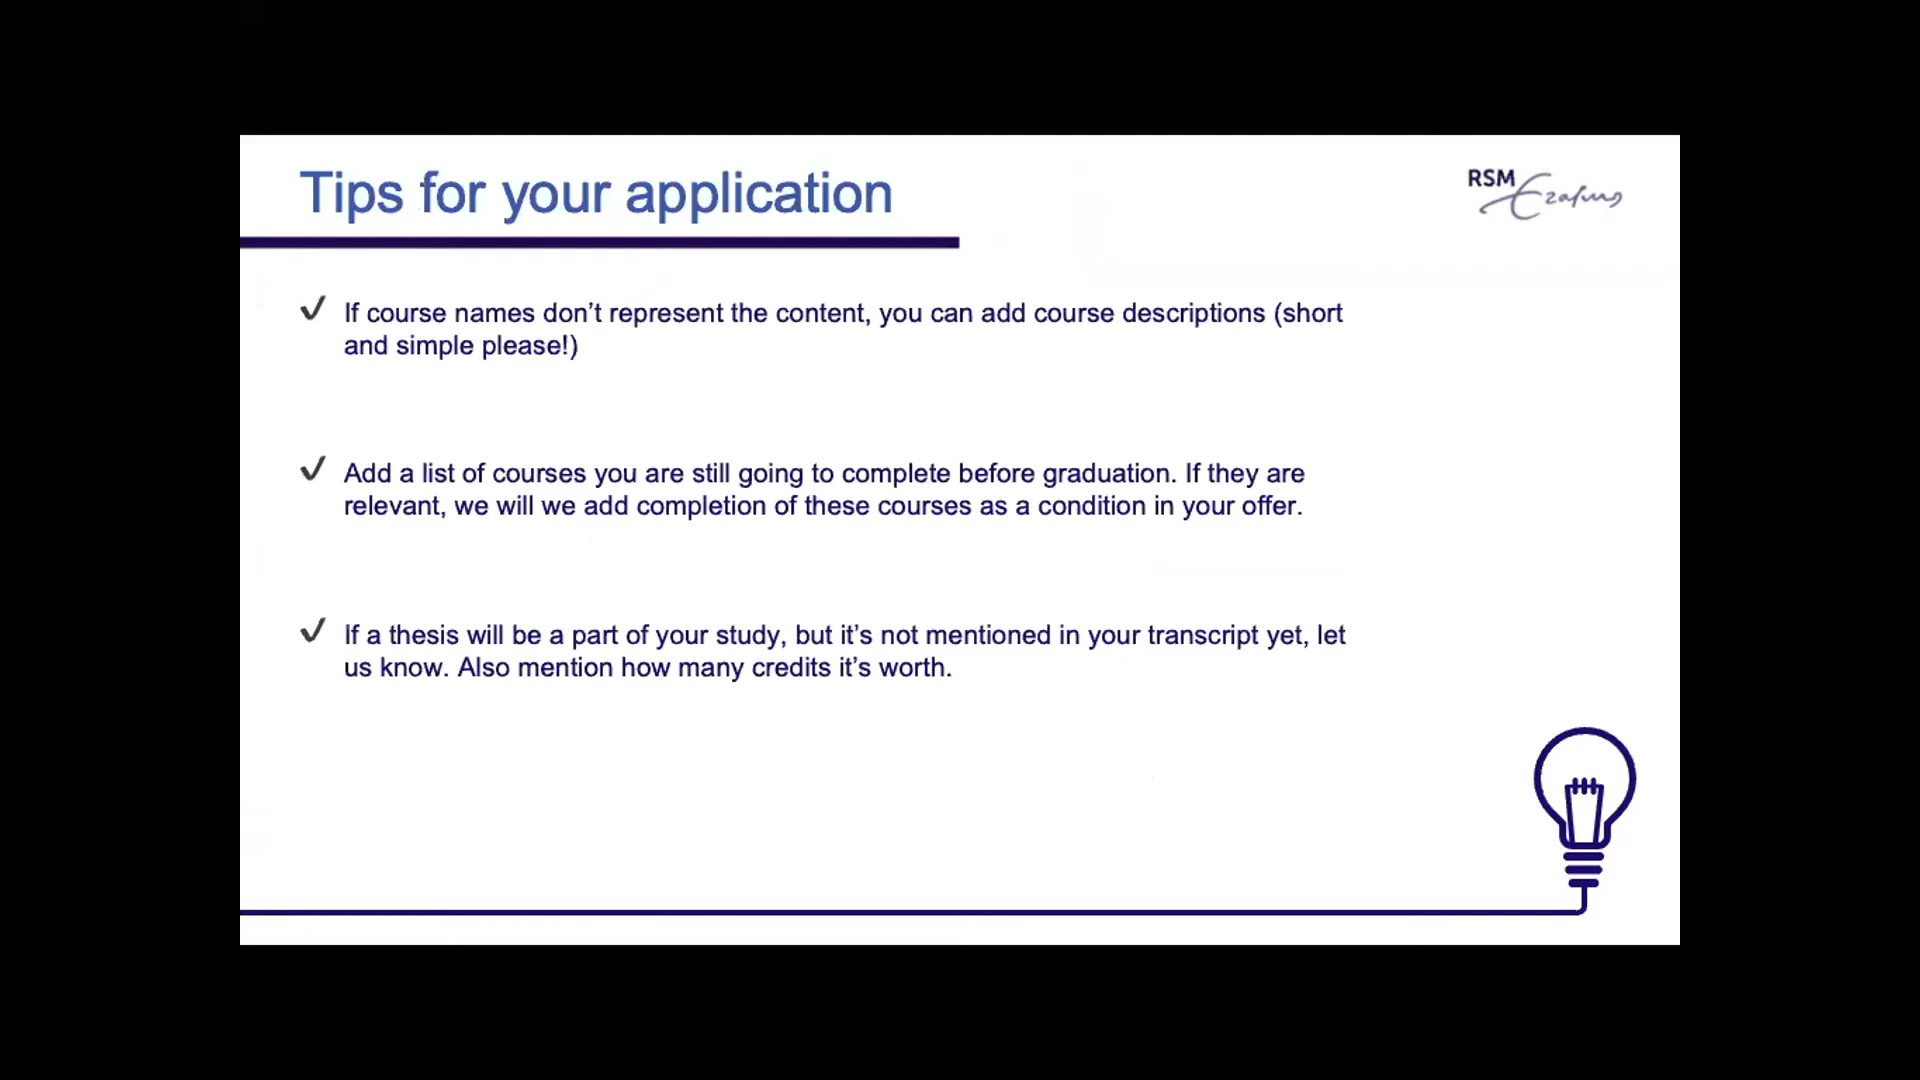 Tips for your application
RSM
Erasmus
✓ If course names don’t represent the content, you can add course descriptions (short
and simple please!)
✓ Add a list of courses you are still going to complete before graduation. If they are
relevant, we will we add completion of these courses as a condition in your offer.
✓ If a thesis will be a part of your study, but it’s not mentioned in your transcript yet, let
us know. Also mention how many credits it’s worth.